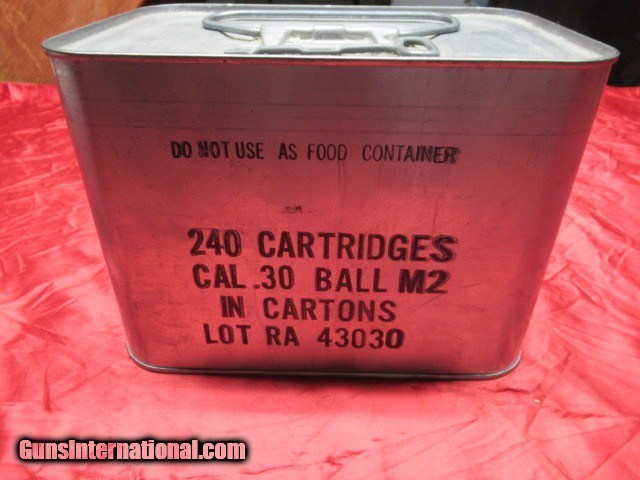 DO NOT USE AS FOOD CONTAINER
240 CARTRIDGES
CAL .30 BALL M2
IN CARTONS
LOT RA 43030
GunsInternational.com